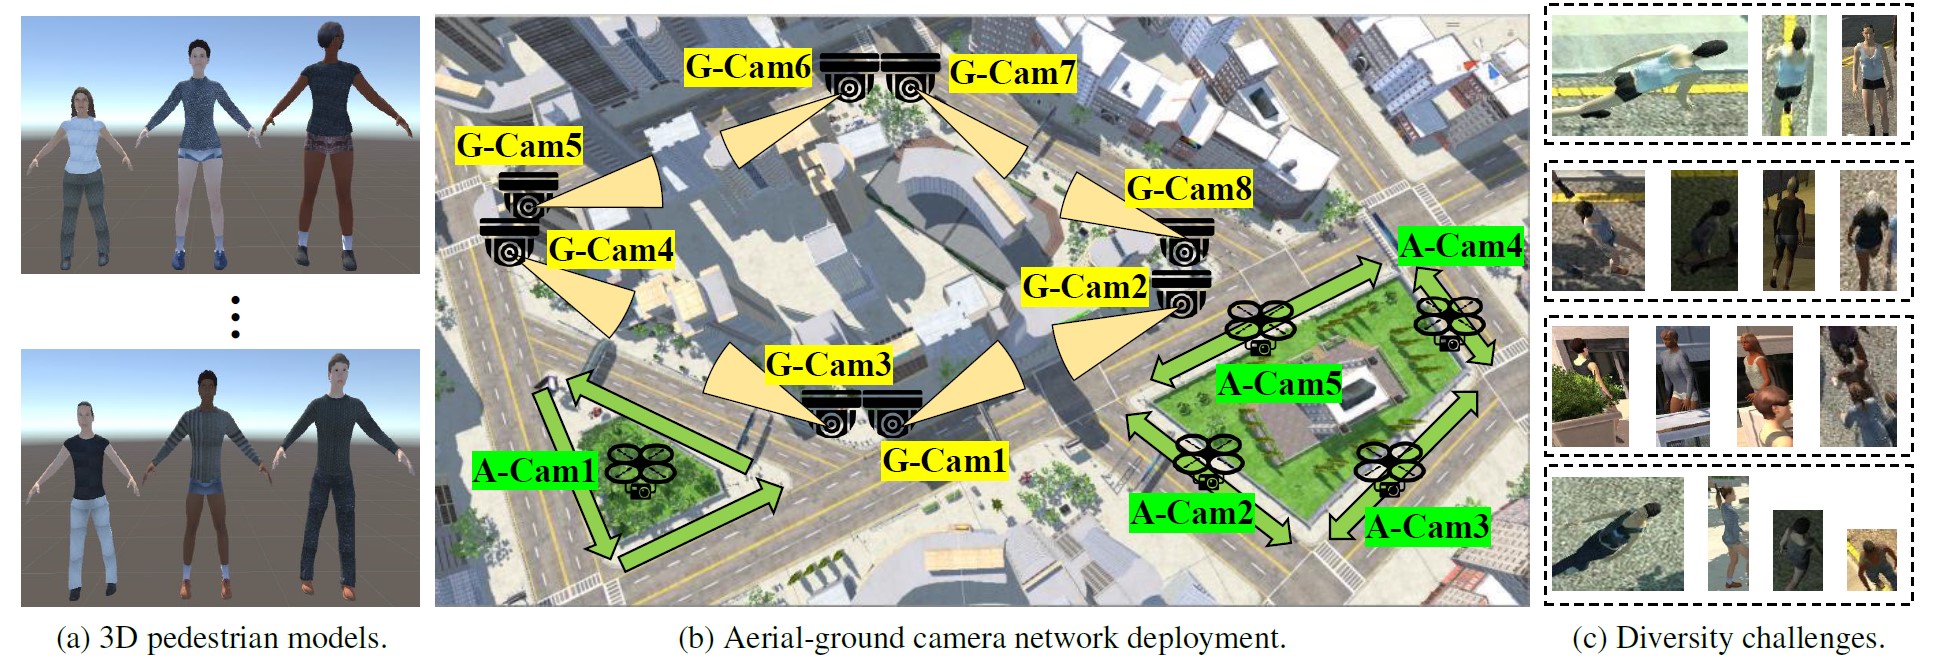 G-Cam6
G-Cam7
G-Cam5
G-Cam8
G-Cam4
A-Cam4
G-Cam2
G-Cam3
A-Cam5
G-Cam1
A-Cam1
A-Cam2
A-Cam3
(a) 3D pedestrian models.
(b) Aerial-ground camera network deployment.
(c) Diversity challenges.